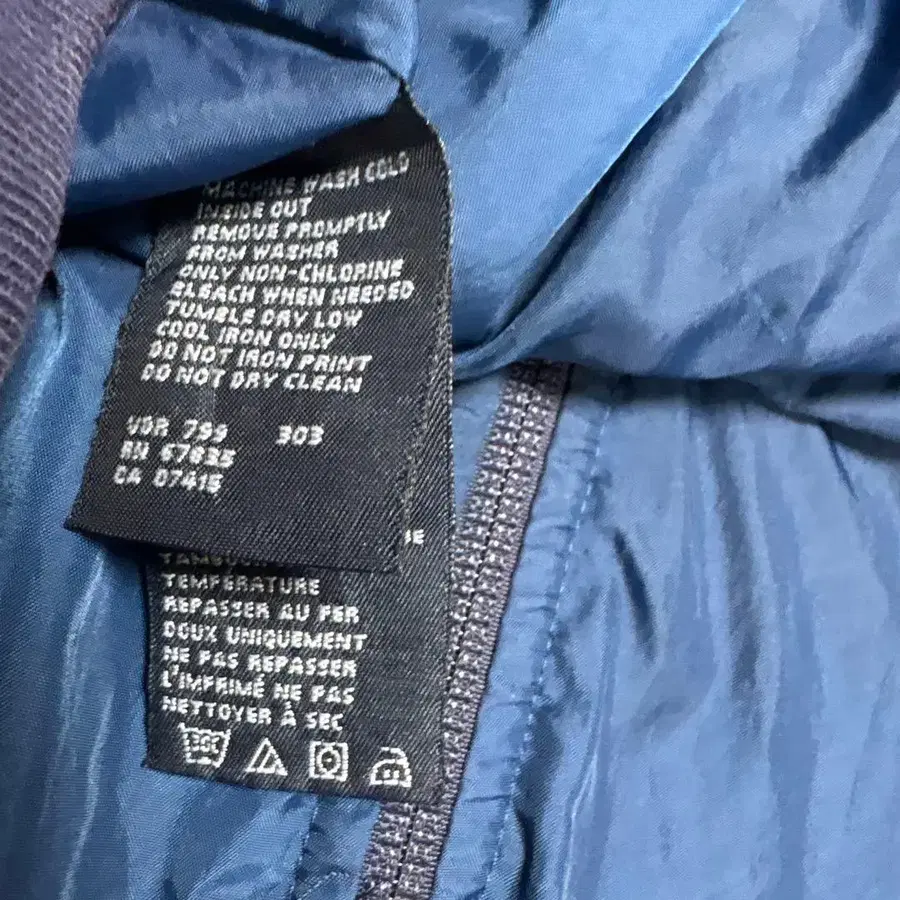 MACHINE WASH COLD
INSIDE OUT
REMOVE PROMPTLY
FROM WASHER
ONLY NON-CHLORINE
BLEACH WHEN NEEDED
TUMBLE DRY LOW
COOL IRON ONLY
DO NOT IRON PRINT
DO NOT DRY CLEAN
VDR 799 303
RN 67835
CA 07415
TEMPÉRATURE
REPASSER AU FER
DOUX UNIQUEMENT
NE PAS REPASSER
L'IMPRIMÉ NE PAS
NETTOYER À SEC